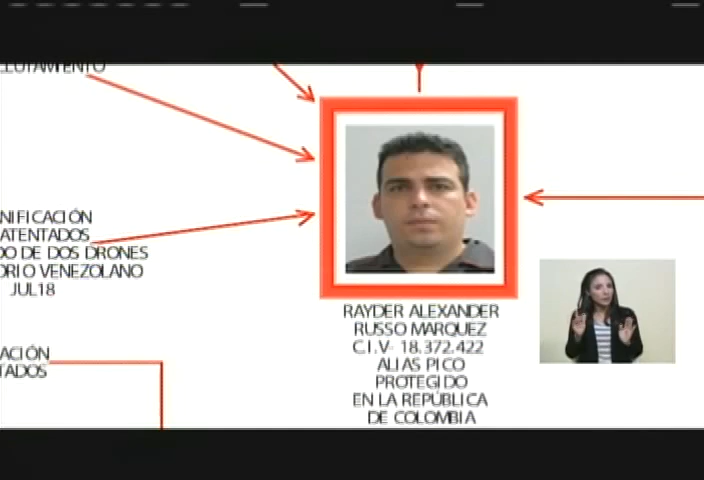 NIFICACIÓN
ATENTADOS
DO DE DOS DRONES
ORIO VENEZOLANO
JUL18
ACIÓN
TADOS
RAYDER ALEXANDER
RUSSO MARQUEZ
C.I.V- 18.372.422
ALIAS PICO
PROTEGIDO
EN LA REPÚBLICA
DE COLOMBIA